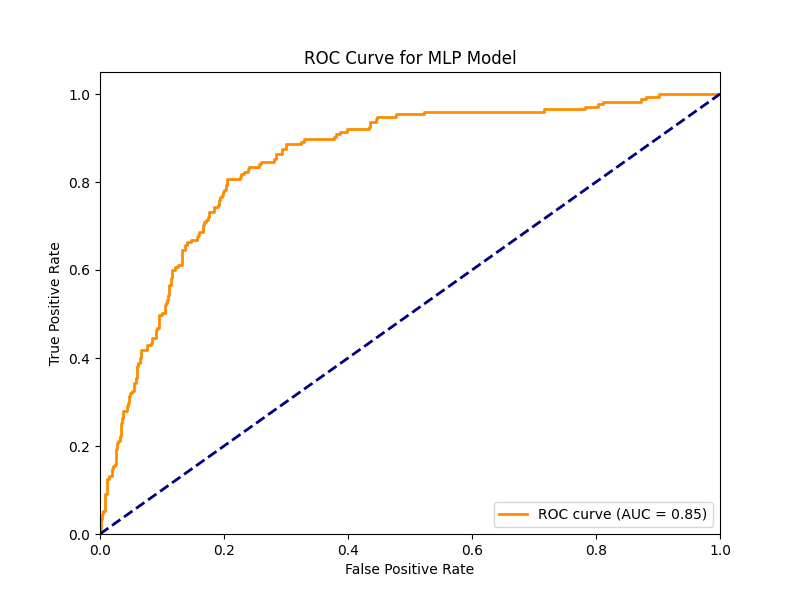 ROC Curve for MLP Model
True Positive Rate
1.0
0.8
0.6
0.4
0.2
0.0
ROC curve (AUC = 0.85)
0.0 0.2 0.4 0.6 0.8 1.0
False Positive Rate